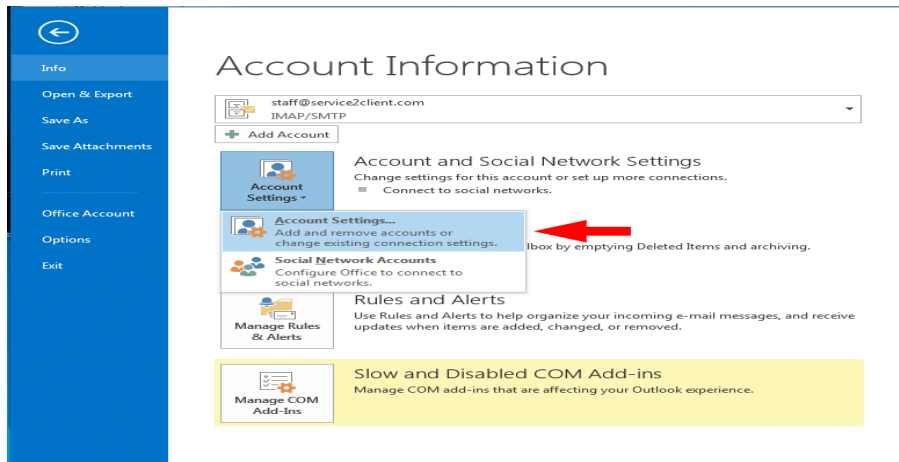 Info
Open & Export
Save As
Save Attachments
Print
Office Account
Options
Exit
Account Information
staff@service2client.com
IMAP/SMTP
Add Account
Account
Settings
Account and Social Network Settings
Change settings for this account or set up more connections.
Connect to social networks.
Account Settings...
Add and remove accounts or
change existing connection settings.
Social Network Accounts
Configure Office to connect to
social networks.
lbox by emptying Deleted Items and archiving.
Manage Rules
& Alerts
Rules and Alerts
Use Rules and Alerts to help organize your incoming e-mail messages, and receive
updates when items are added, changed, or removed.
Manage COM
Add-Ins
Slow and Disabled COM Add-ins
Manage COM add-ins that are affecting your Outlook experience.